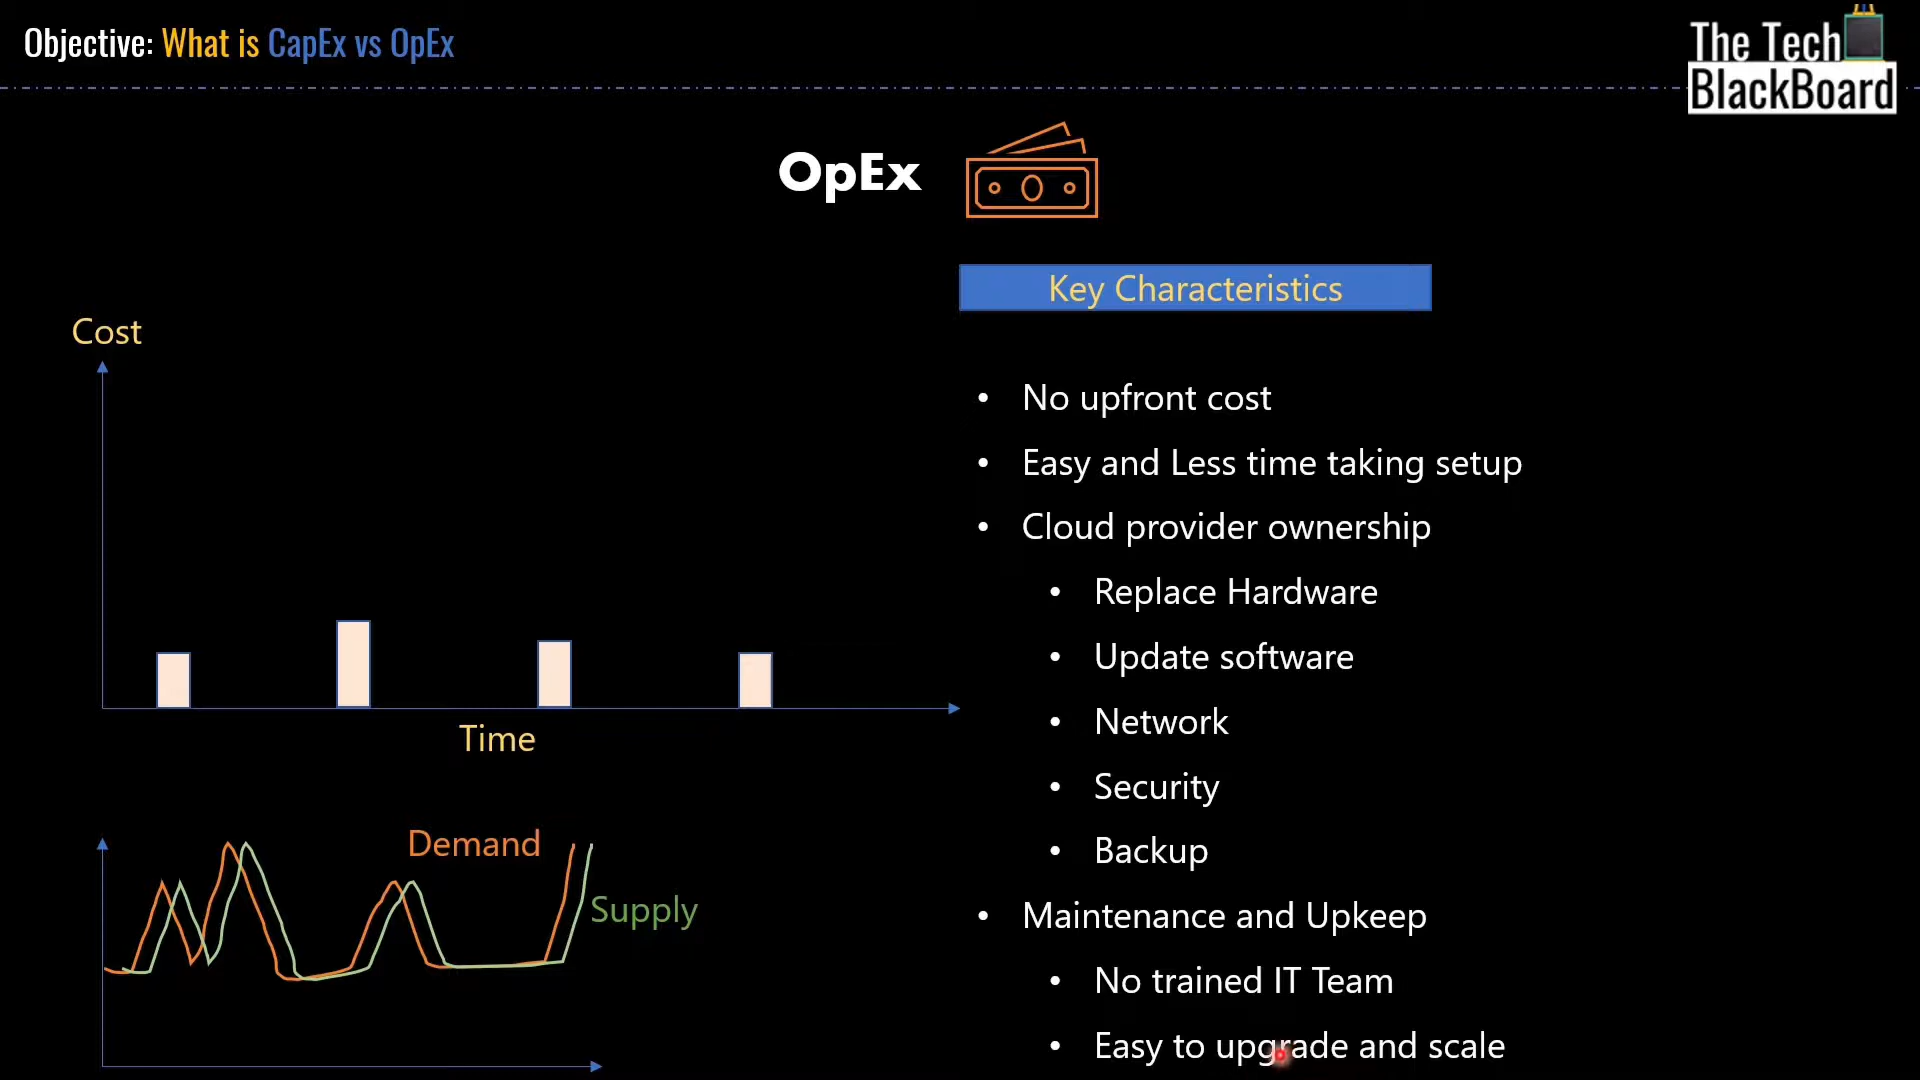 Objective: What is CapEx vs OpEx
The Tech
BlackBoard
OpEx
Key Characteristics
Cost
• No upfront cost
• Easy and Less time taking setup
• Cloud provider ownership
• Replace Hardware
• Update software
• Network
• Security
• Backup
• Maintenance and Upkeep
• No trained IT Team
• Easy to upgrade and scale
Time
Demand
Supply